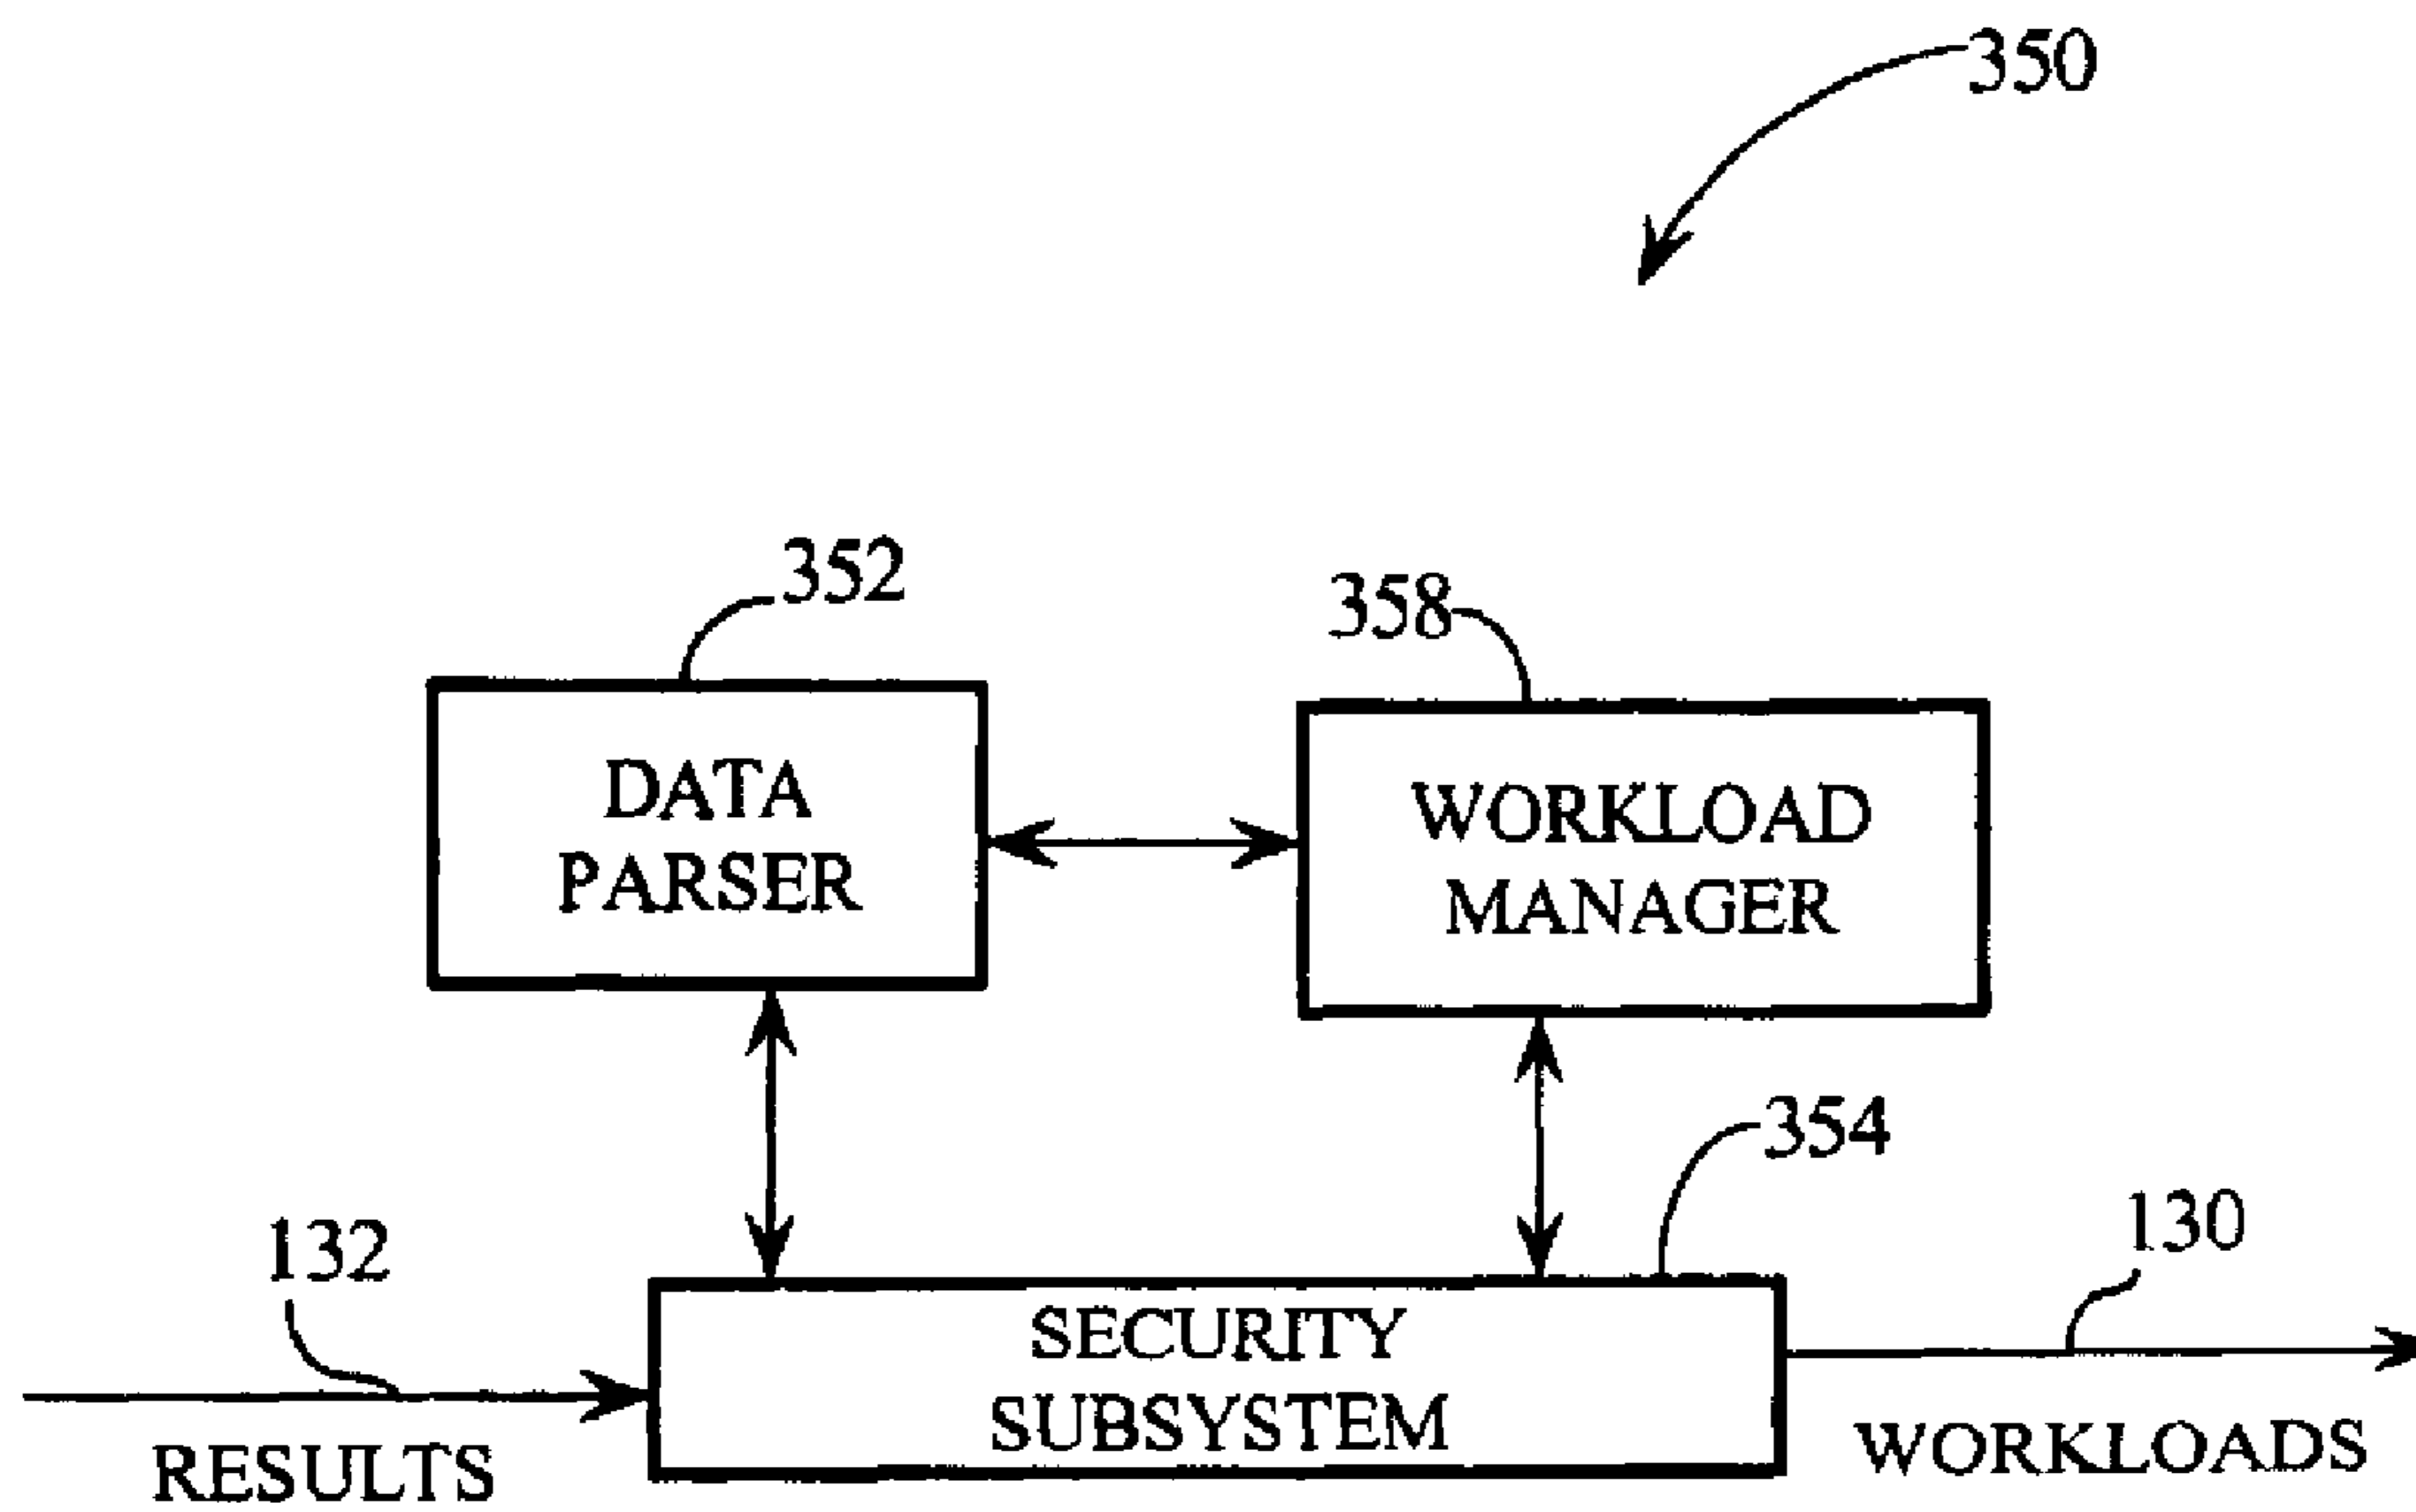 350
352
358
DATA
PARSER
WORKLOAD
MANAGER
354
132
130
SECURITY
SUBSYSTEM
RESULTS
WORKLOADS